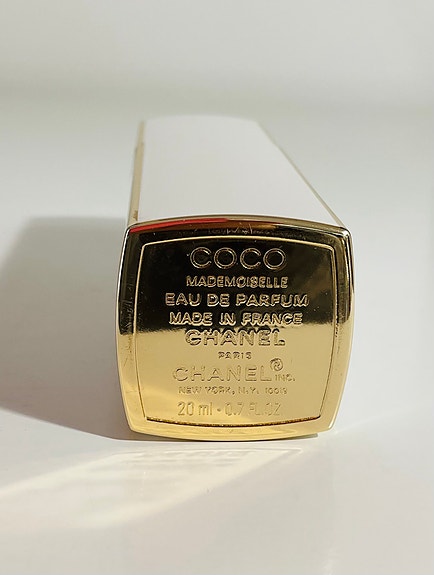 COCO
MADEMOISELLE
EAU DE PARFUM
MADE IN FRANCE
CHANEL
PARIS
CHANEL INC.
NEW YORK, N.Y. 10019
20 ml - 0.7 FL. OZ.